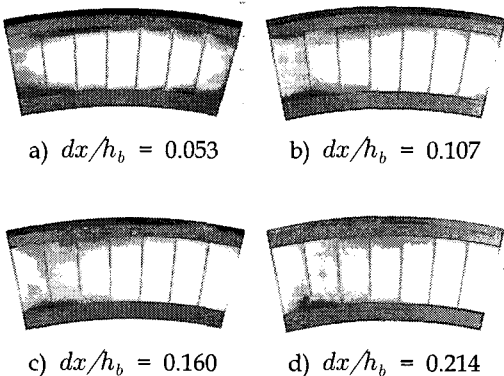 a) dx/h_b = 0.053
b) dx/h_b = 0.107
c) dx/h_b = 0.160
d) dx/h_b = 0.214